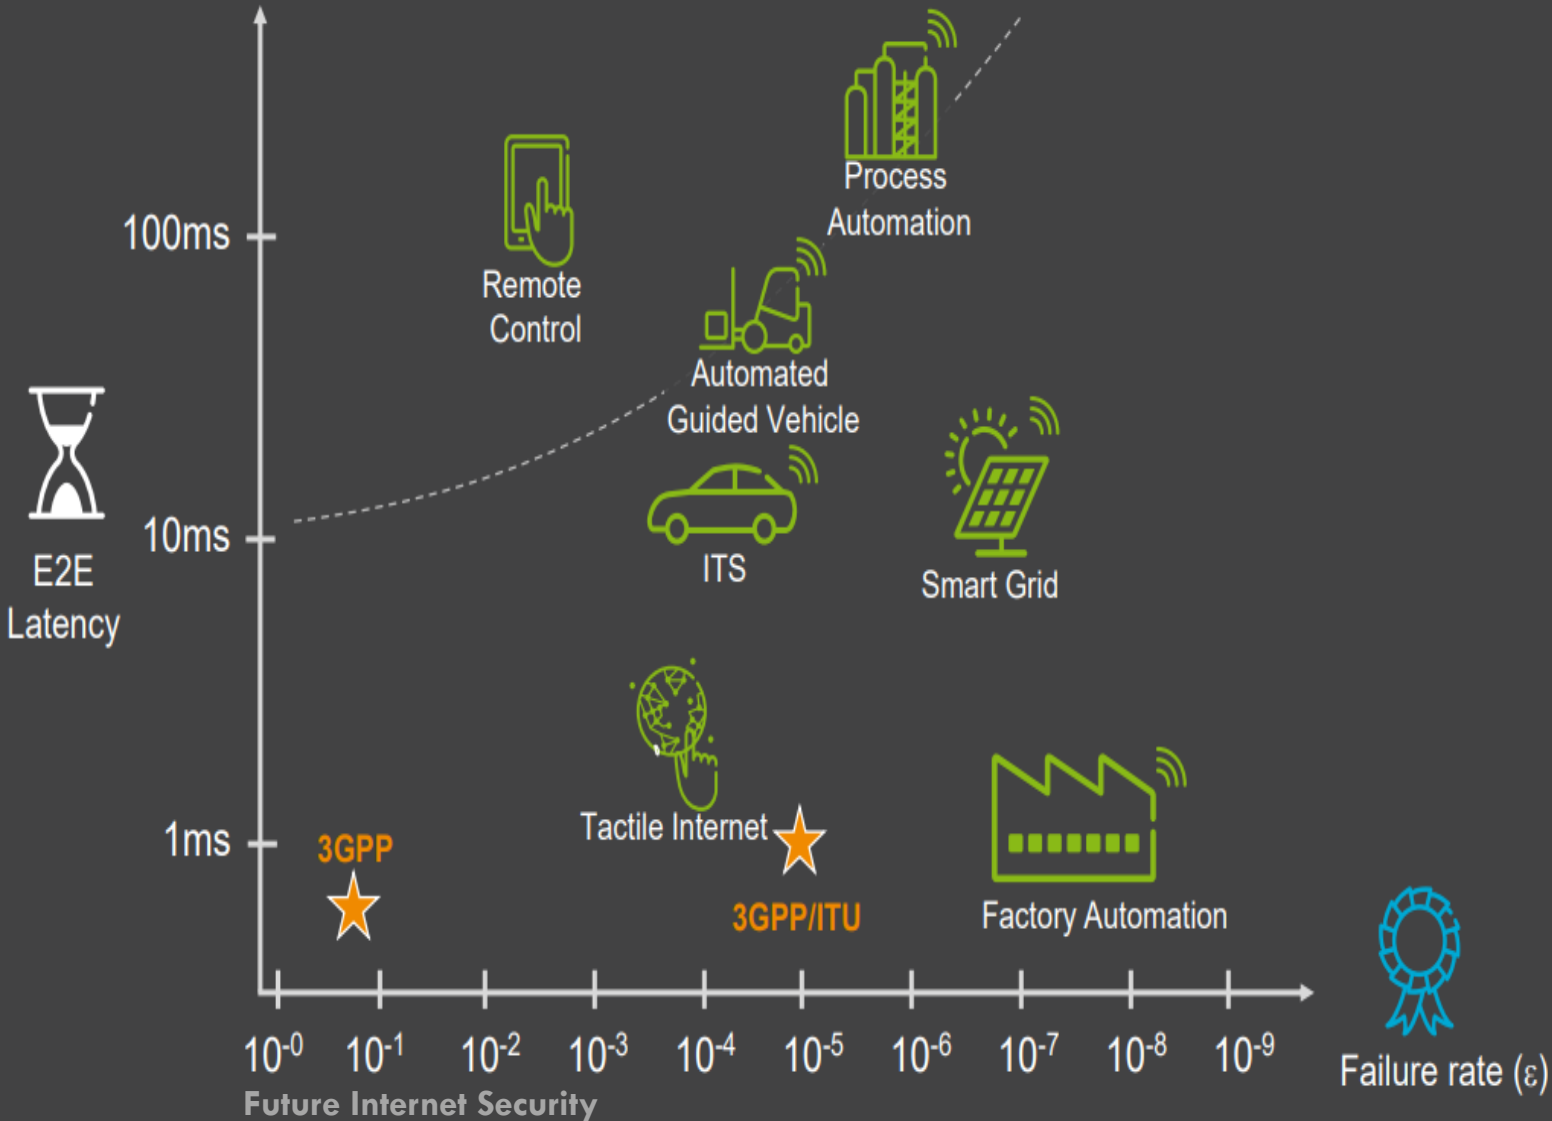 Process
Automation
100ms
Remote
Control
Automated
Guided Vehicle
10ms
E2E
Latency
ITS
Smart Grid
1ms
3GPP
Tactile Internet
3GPP/ITU
Factory Automation
10-0 10-1 10-2 10-3 10-4 10-5 10-6 10-7 10-8 10-9
Failure rate (ε)
Future Internet Security